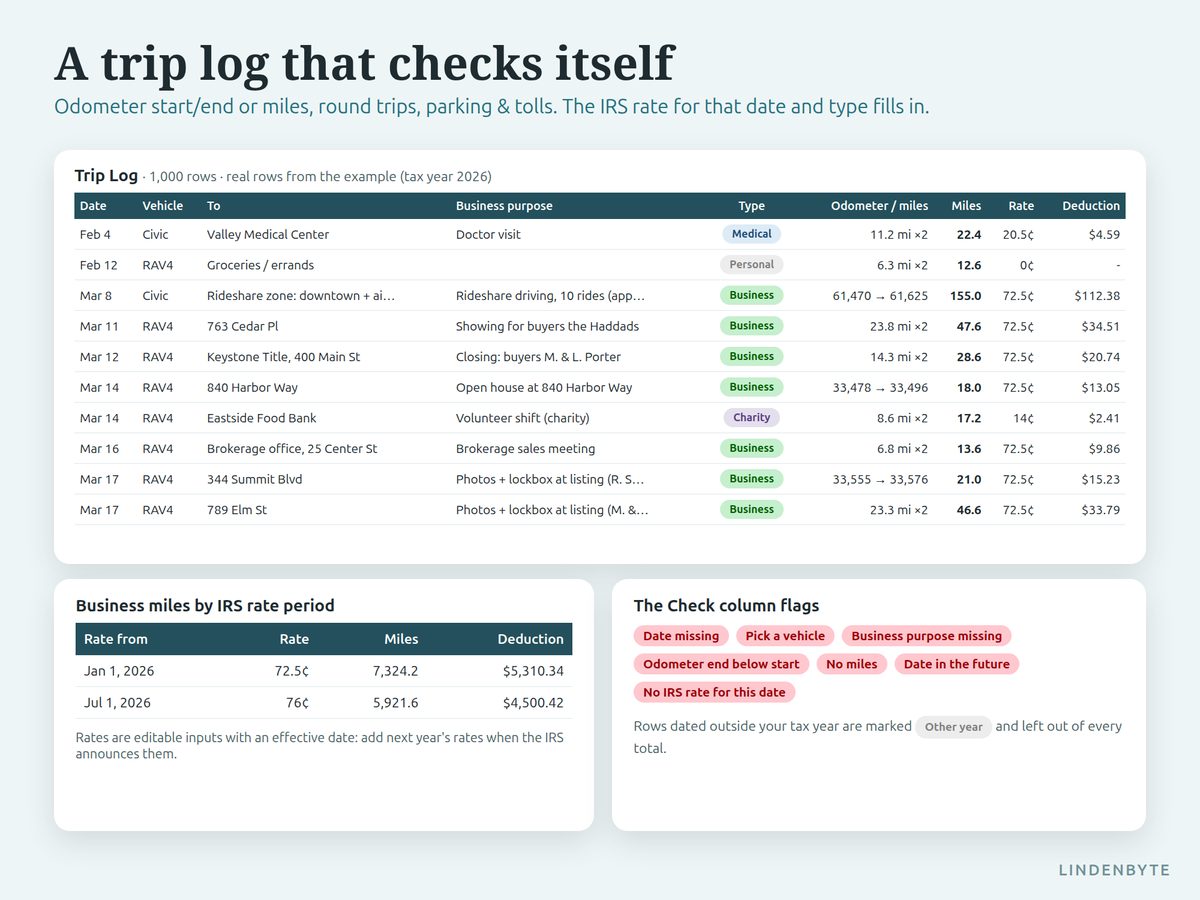 A trip log that checks itself
Odometer start/end or miles, round trips, parking & tolls. The IRS rate for that date and type fills in.
Trip Log · 1,000 rows · real rows from the example (tax year 2026)
Date Vehicle To Business purpose Type Odometer / miles Miles Rate Deduction
Feb 4 Civic Valley Medical Center Doctor visit Medical 11.2 mi ×2 22.4 20.5¢ $4.59
Feb 12 RAV4 Groceries / errands Personal 6.3 mi ×2 12.6 0¢ -
Mar 8 Civic Rideshare zone: downtown + ai… Rideshare driving, 10 rides (app… Business 61,470 → 61,625 155.0 72.5¢ $112.38
Mar 11 RAV4 763 Cedar Pl Showing for buyers the Haddads Business 23.8 mi ×2 47.6 72.5¢ $34.51
Mar 12 RAV4 Keystone Title, 400 Main St Closing: buyers M. & L. Porter Business 14.3 mi ×2 28.6 72.5¢ $20.74
Mar 14 RAV4 840 Harbor Way Open house at 840 Harbor Way Business 33,478 → 33,496 18.0 72.5¢ $13.05
Mar 14 RAV4 Eastside Food Bank Volunteer shift (charity) Charity 8.6 mi ×2 17.2 14¢ $2.41
Mar 16 RAV4 Brokerage office, 25 Center St Brokerage sales meeting Business 6.8 mi ×2 13.6 72.5¢ $9.86
Mar 17 RAV4 344 Summit Blvd Photos + lockbox at listing (R. S… Business 33,555 → 33,576 21.0 72.5¢ $15.23
Mar 17 RAV4 789 Elm St Photos + lockbox at listing (M. &… Business 23.3 mi ×2 46.6 72.5¢ $33.79
Business miles by IRS rate period
Rate from Rate Miles Deduction
Jan 1, 2026 72.5¢ 7,324.2 $5,310.34
Jul 1, 2026 76¢ 5,921.6 $4,500.42
Rates are editable inputs with an effective date: add next year's rates when the IRS
announces them.
The Check column flags
Date missing Pick a vehicle Business purpose missing
Odometer end below start No miles Date in the future
No IRS rate for this date
Rows dated outside your tax year are marked Other year and left out of every
total.
LINDENBYTE